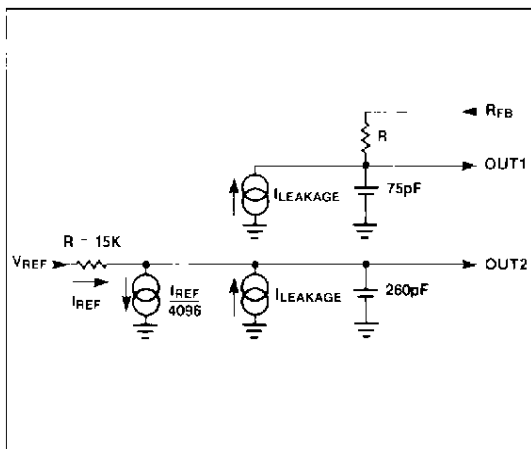 RFB
R
OUT1
ILEAKAGE
75pF
R - 15K
VREF
OUT2
IREF
IREF
4096
ILEAKAGE
260pF